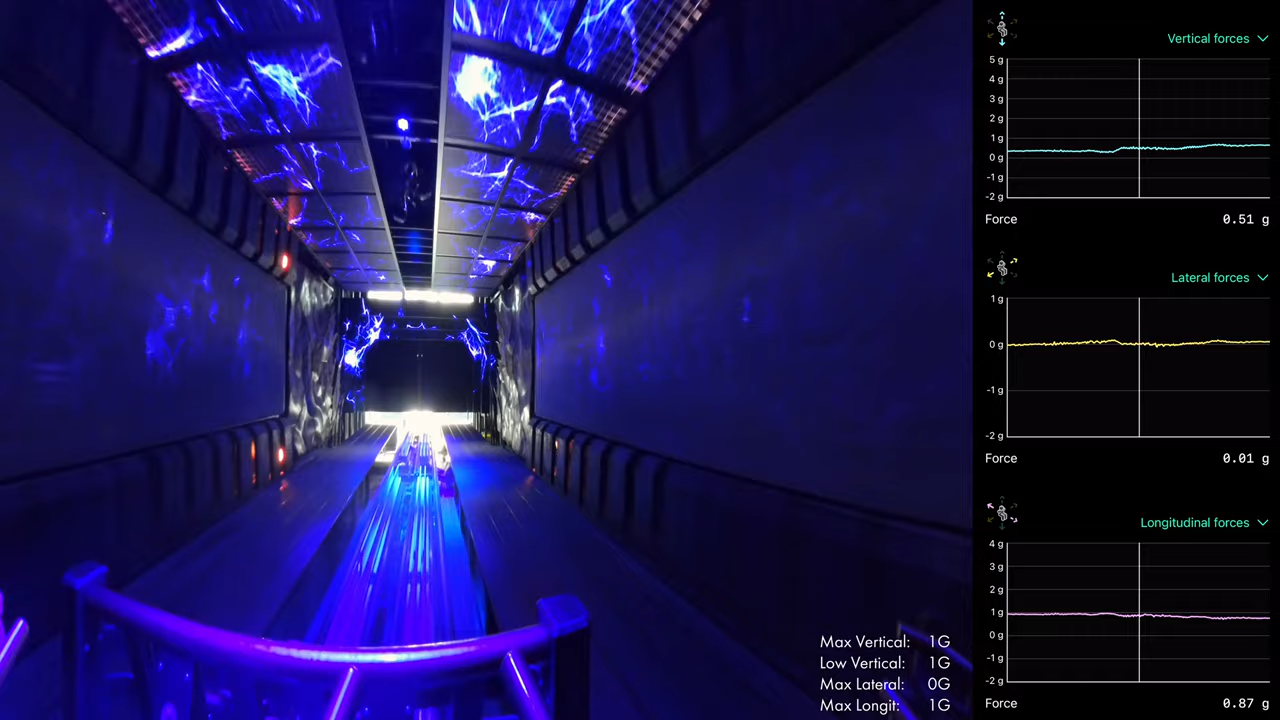 Vertical forces
5 g
4 g
3 g
2 g
1 g
0 g
-1 g
-2 g
Force 0.51 g
Lateral forces
1 g
0 g
-1 g
-2 g
Force 0.01 g
Longitudinal forces
4 g
3 g
2 g
1 g
0 g
-1 g
-2 g
Force 0.87 g
Max Vertical: 1G
Low Vertical: 1G
Max Lateral: 0G
Max Longit: 1G